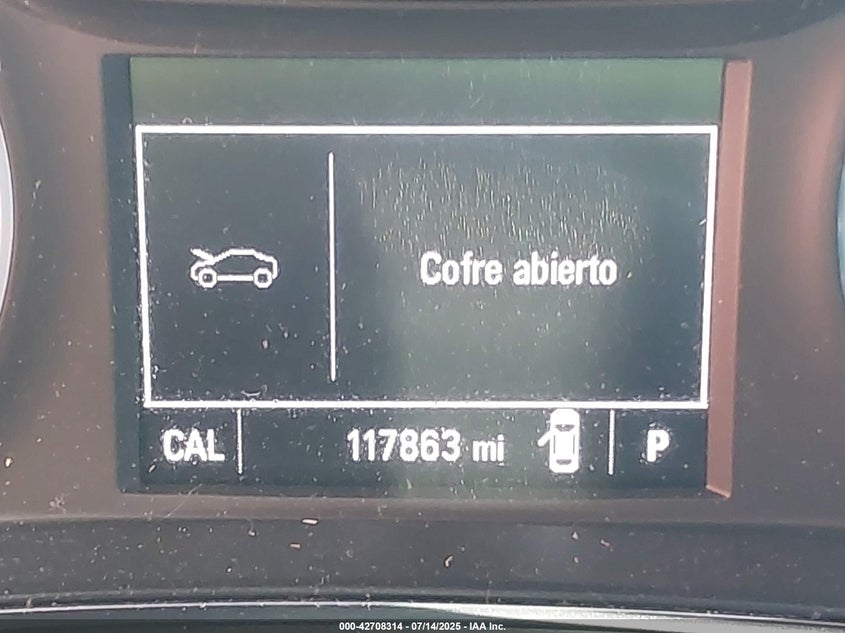 Cofre abierto
CAL 117863 mi P
000-42708314 - 07/14/2025 - IAA Inc.